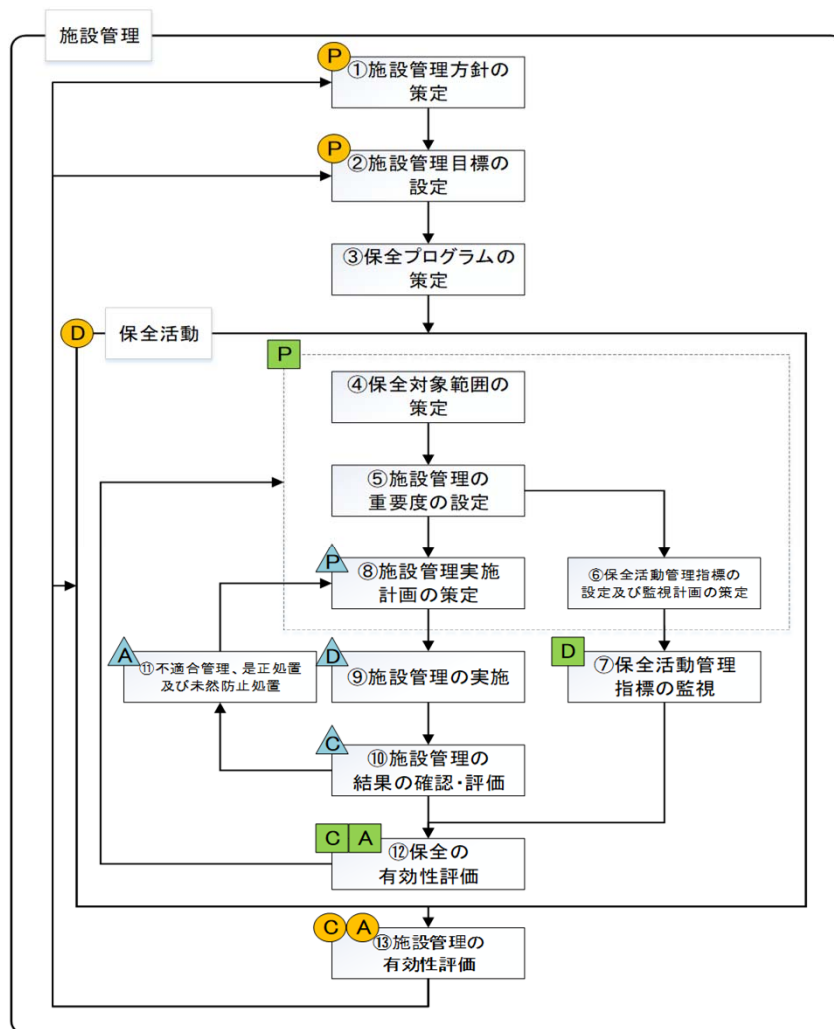 施設管理
P
①施設管理方針の
策定
P
②施設管理目標の
設定
③保全プログラムの
策定
D
保全活動
P
④保全対象範囲の
策定
⑤施設管理の
重要度の設定
P
⑧施設管理実施
計画の策定
⑥保全活動管理指標の
設定及び監視計画の策定
A
⑪不適合管理、是正処置
及び未然防止処置
D
⑨施設管理の実施
D
⑦保全活動管理
指標の監視
C
⑩施設管理の
結果の確認・評価
C A
⑫保全の
有効性評価
C A
⑬施設管理の
有効性評価